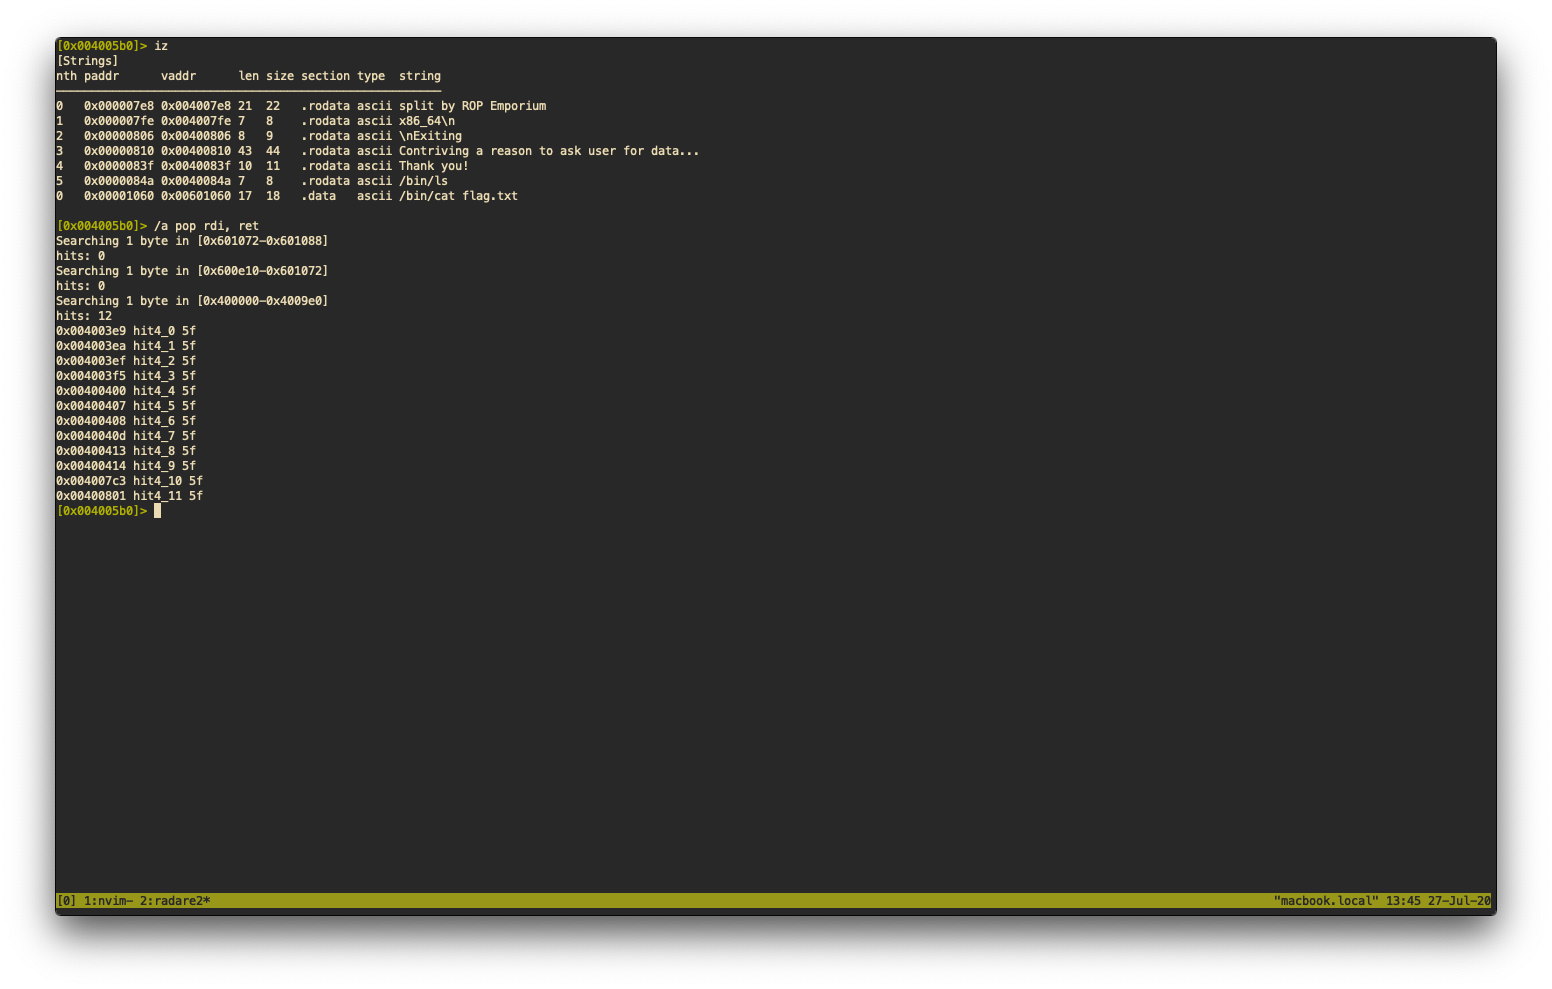 [0x004005b0]> iz
[Strings]
nth paddr      vaddr      len size section type  string
―――――――――――――――――――――――――――――――――――――――――――――――――――――――
0   0x000007e8 0x004007e8 21  22   .rodata ascii split by ROP Emporium
1   0x000007fe 0x004007fe 7   8    .rodata ascii x86_64\n
2   0x00000806 0x00400806 8   9    .rodata ascii \nExiting
3   0x00000810 0x00400810 43  44   .rodata ascii Contriving a reason to ask user for data...
4   0x0000083f 0x0040083f 10  11   .rodata ascii Thank you!
5   0x0000084a 0x0040084a 7   8    .rodata ascii /bin/ls
0   0x00001060 0x00601060 17  18   .data   ascii /bin/cat flag.txt
[0x004005b0]> /a pop rdi, ret
Searching 1 byte in [0x601072-0x601088]
hits: 0
Searching 1 byte in [0x600e10-0x601072]
hits: 0
Searching 1 byte in [0x400000-0x4009e0]
hits: 12
0x004003e9 hit4_0 5f
0x004003ea hit4_1 5f
0x004003ef hit4_2 5f
0x004003f5 hit4_3 5f
0x00400400 hit4_4 5f
0x00400407 hit4_5 5f
0x00400408 hit4_6 5f
0x0040040d hit4_7 5f
0x00400413 hit4_8 5f
0x00400414 hit4_9 5f
0x004007c3 hit4_10 5f
0x00400801 hit4_11 5f
[0x004005b0]>
[0] 1:nvim- 2:radare2* "macbook.local" 13:45 27-Jul-20